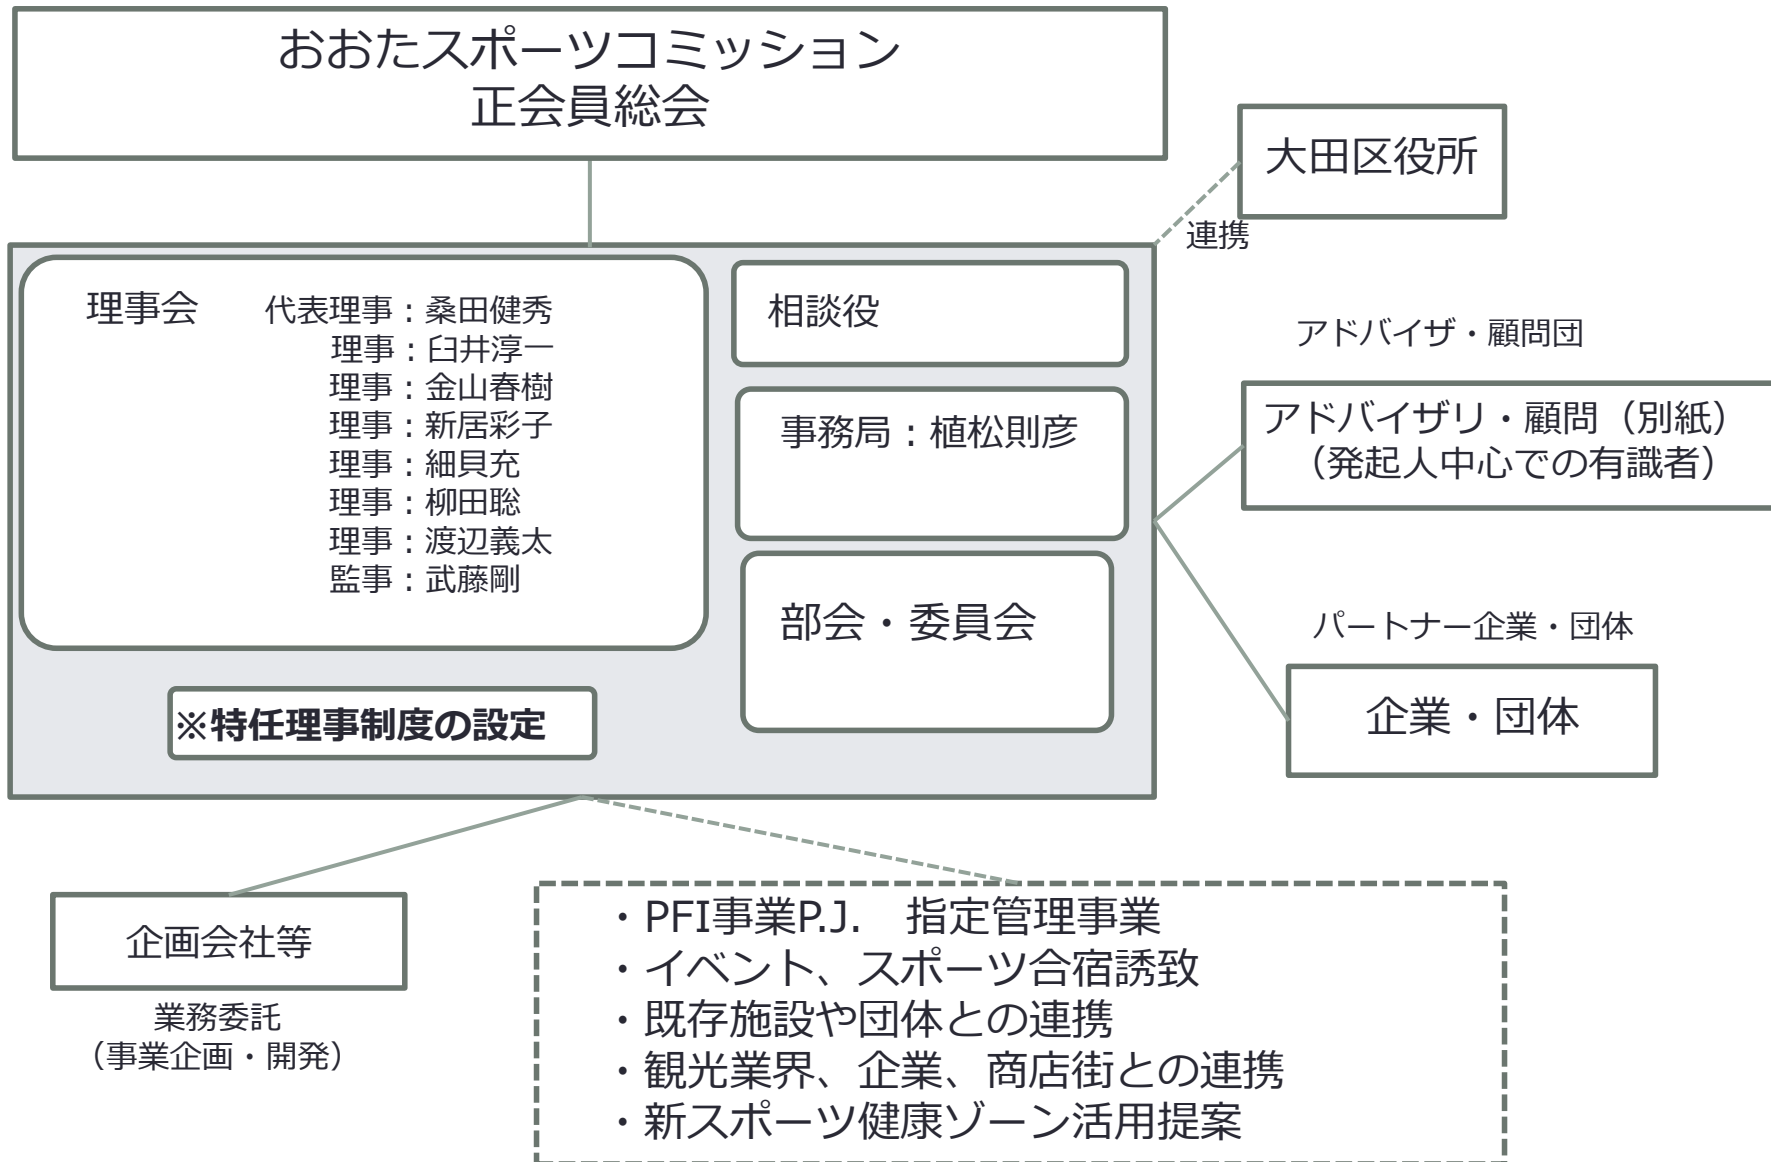 おおたスポーツコミッション
正会員総会
大田区役所
連携
理事会 代表理事：桑田健秀
理事：臼井淳一
理事：金山春樹
理事：新居彩子
理事：細貝充
理事：柳田聡
理事：渡辺義太
監事：武藤剛
相談役
事務局：植松則彦
部会・委員会
※特任理事制度の設定
アドバイザ・顧問団
アドバイザリ・顧問（別紙）
（発起人中心での有識者）
パートナー企業・団体
企業・団体
企画会社等
業務委託
（事業企画・開発）
・PFI事業P.J.　指定管理事業
・イベント、スポーツ合宿誘致
・既存施設や団体との連携
・観光業界、企業、商店街との連携
・新スポーツ健康ゾーン活用提案